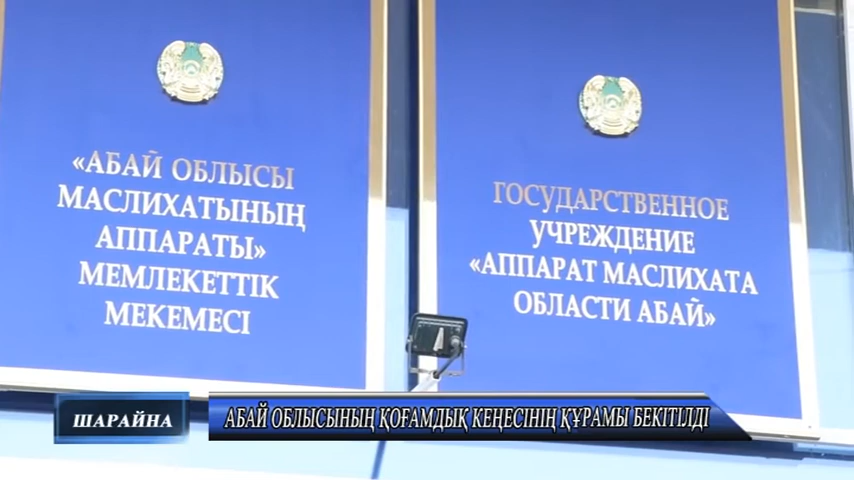 «АБАЙ ОБЛЫСЫ
МАСЛИХАТЫНЫҢ
АППАРАТЫ»
МЕМЛЕКЕТТІК
МЕКЕМЕСІ
ГОСУДАРСТВЕННОЕ
УЧРЕЖДЕНИЕ
«АППАРАТ МАСЛИХАТА
ОБЛАСТИ АБАЙ»
ШАРАЙНА
АБАЙ ОБЛЫСЫНЫҢ ҚОҒАМДЫҚ КЕҢЕСІНІҢ ҚҰРАМЫ БЕКІТІЛДІ